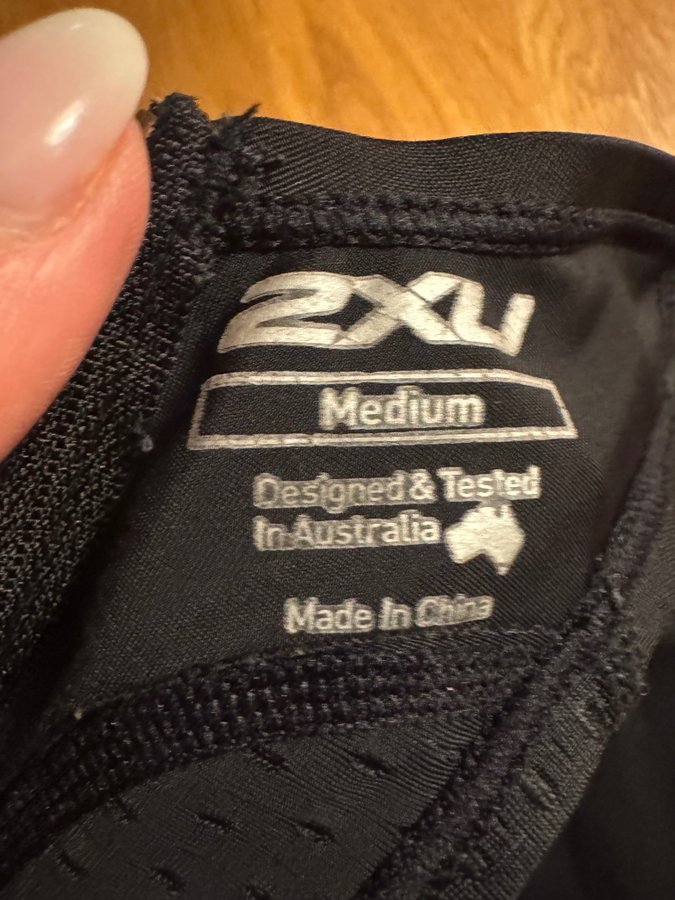 2XU
Medium
Designed & Tested
In Australia
Made In China